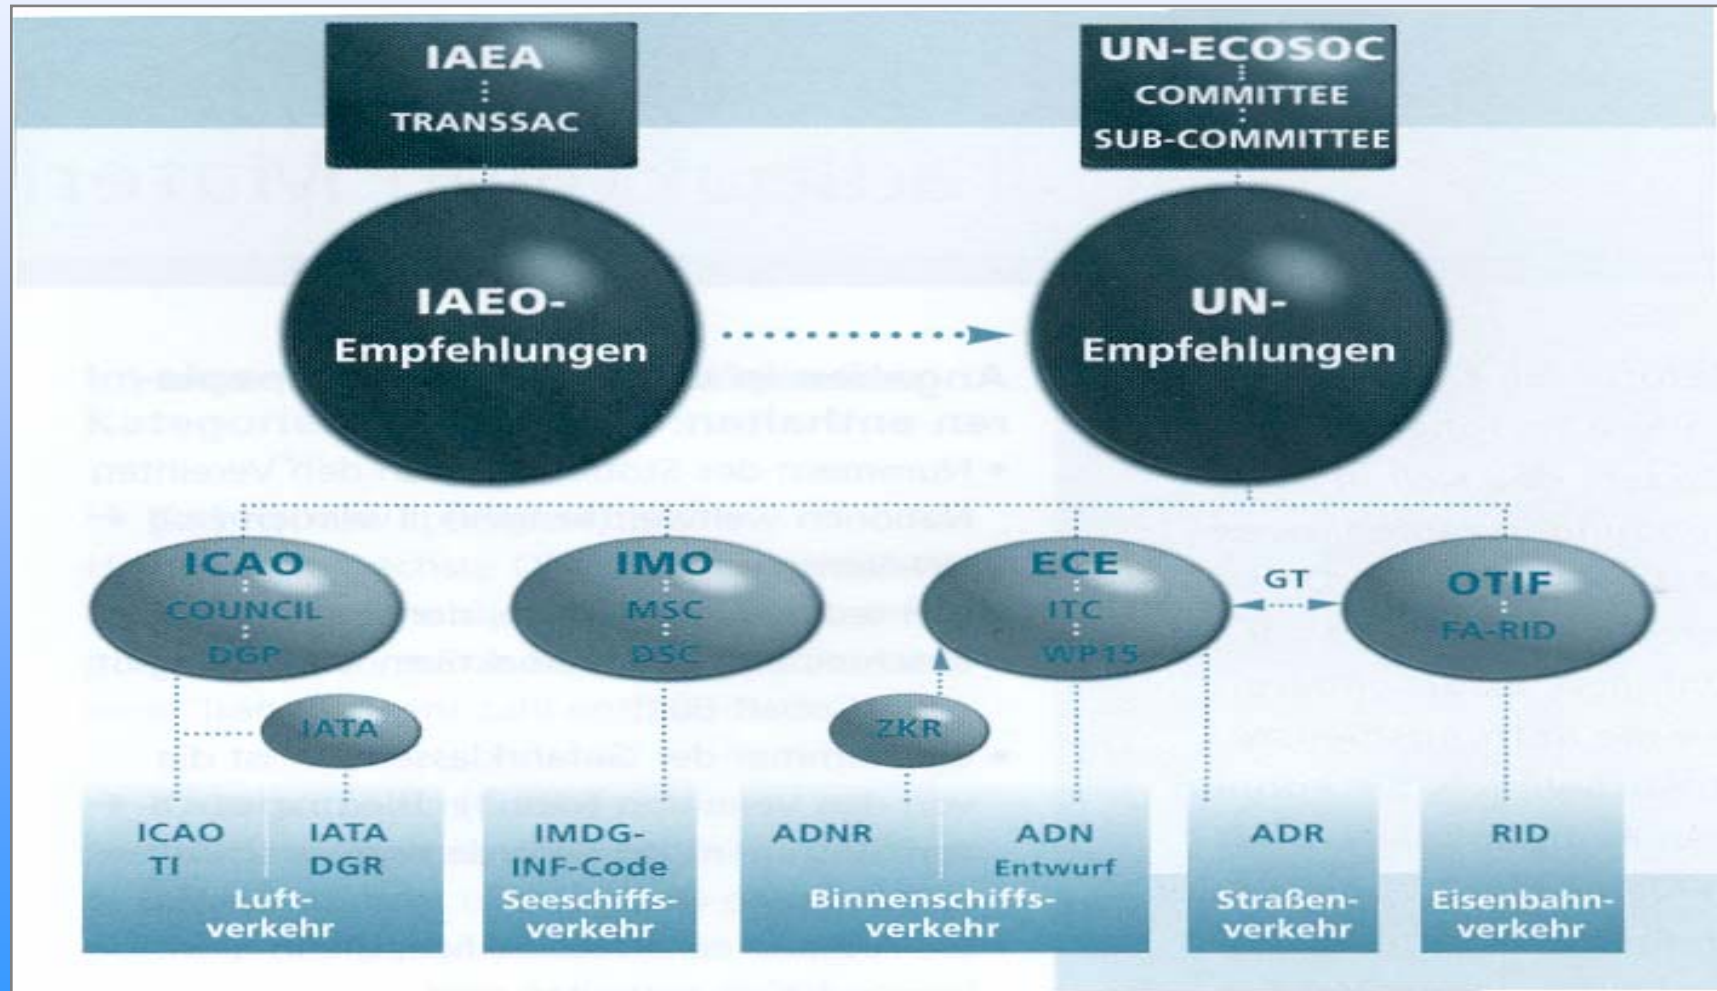 IAEA
TRANSSAC
UN-ECOSOC
COMMITTEE
SUB-COMMITTEE
IAEO-
Empfehlungen
UN-
Empfehlungen
ICAO
COUNCIL
DGP
IMO
MSC
DSC
ECE
ITC
WP15
GT
OTIF
FA-RID
IATA
ZKR
ICAO
TI
IATA
DGR
Luft-
verkehr
IMDG-
INF-Code
Seeschiffs-
verkehr
ADNR
ADN
Entwurf
Binnenschiffs-
verkehr
ADR
Straßen-
verkehr
RID
Eisenbahn-
verkehr